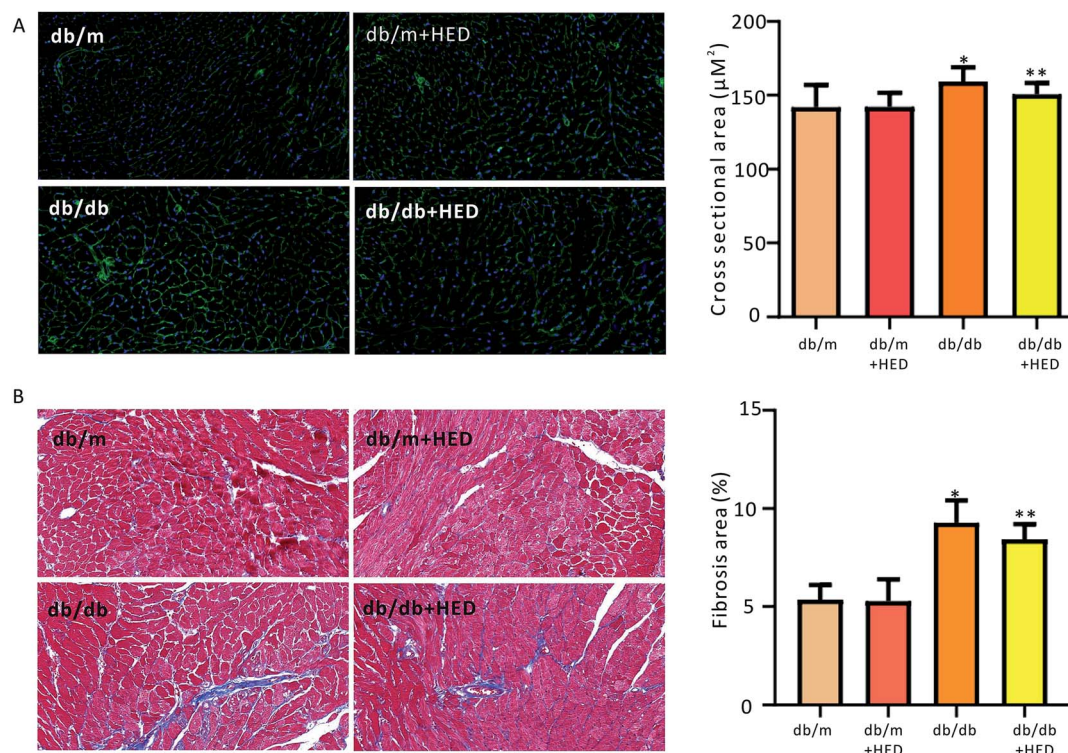 A
db/m
db/m+HED
db/db
db/db+HED
Cross sectional area (µM²)
200
150
100
50
0
*
**
db/m
db/m
+HED
db/db
db/db
+HED
B
db/m
db/m+HED
db/db
db/db+HED
Fibrosis area (%)
15
10
5
0
*
**
db/m
db/m
+HED
db/db
db/db
+HED